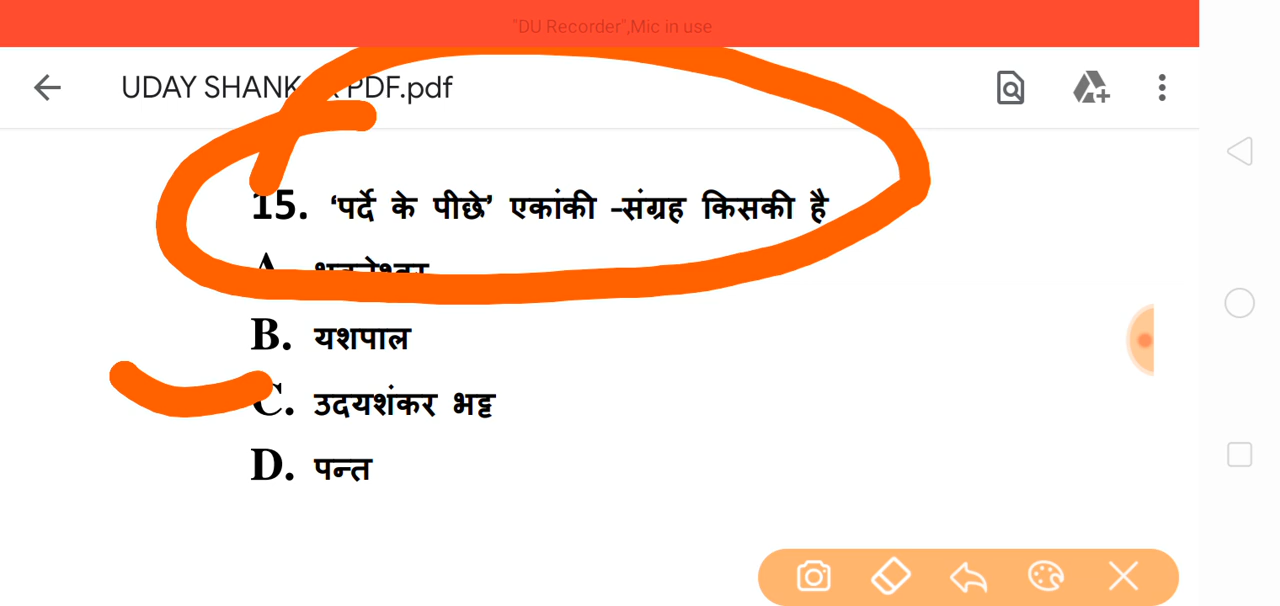 "DU Recorder",Mic in use
UDAY SHANK PDF.pdf
15. ‘पर्दे के पीछे’ एकांकी -संग्रह किसकी है
A.
B. यशपाल
C. उदयशंकर भट्ट
D. पन्त